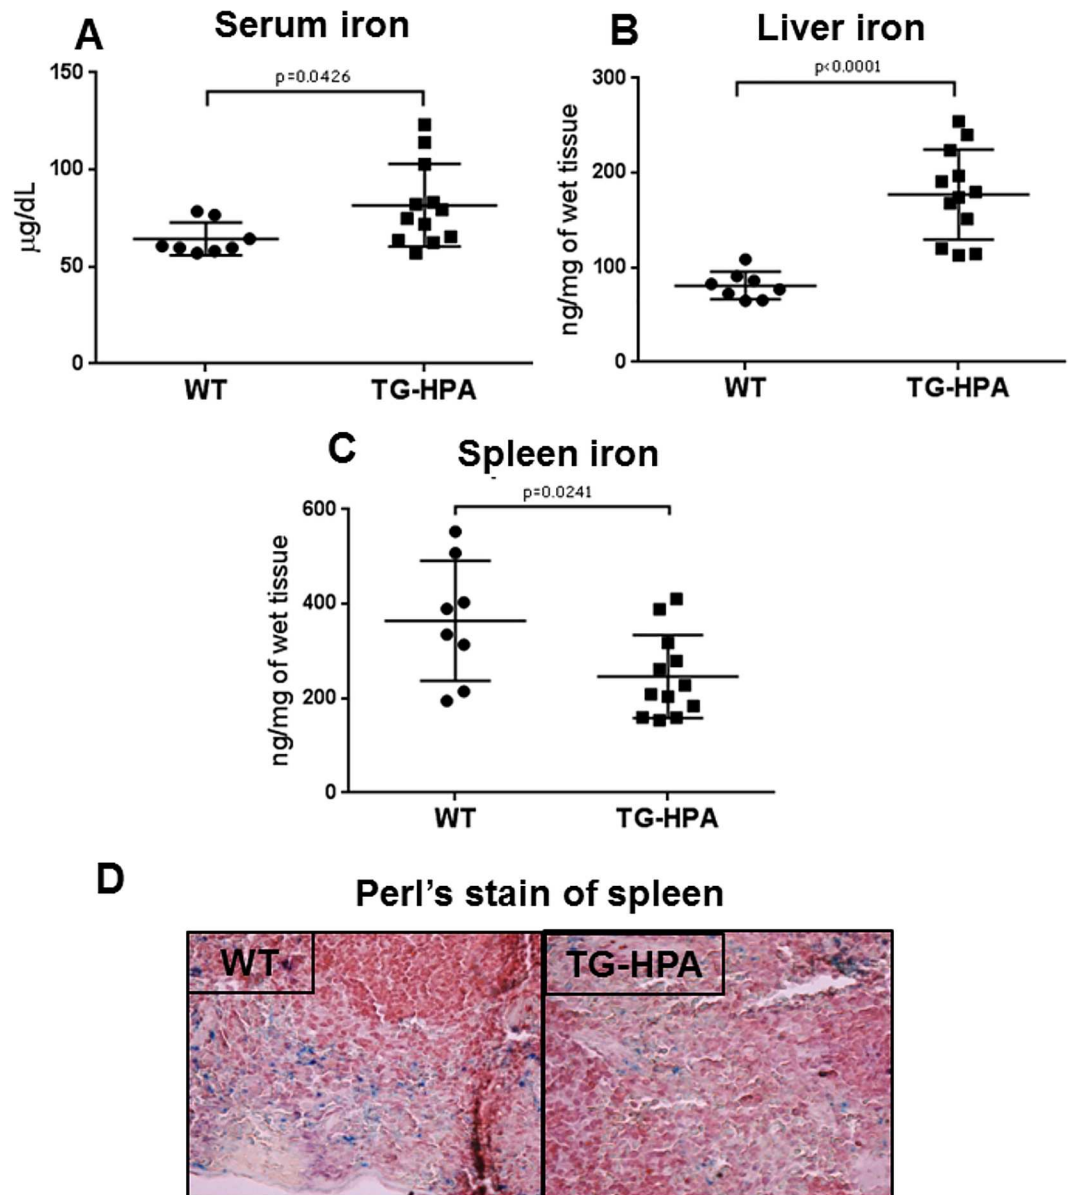 A
Serum iron
150
100
50
0
µg/dL
p=0.0426
WT
TG-HPA
B
Liver iron
300
200
100
0
ng/mg of wet tissue
p<0.0001
WT
TG-HPA
C
Spleen iron
600
400
200
0
ng/mg of wet tissue
p=0.0241
WT
TG-HPA
D
Perl's stain of spleen
WT
TG-HPA